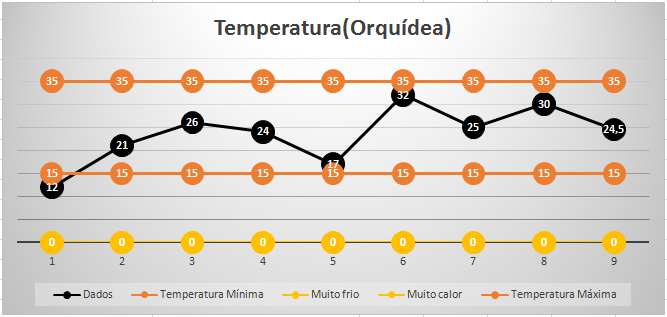 Temperatura(Orquídea)
35 35 35 35 35 35 35 35 35
12 21 26 24 17 32 25 30 24,5
15 15 15 15 15 15 15 15 15
0 0 0 0 0 0 0 0 0
1 2 3 4 5 6 7 8 9
Dados Temperatura Mínima Muito frio Muito calor Temperatura Máxima